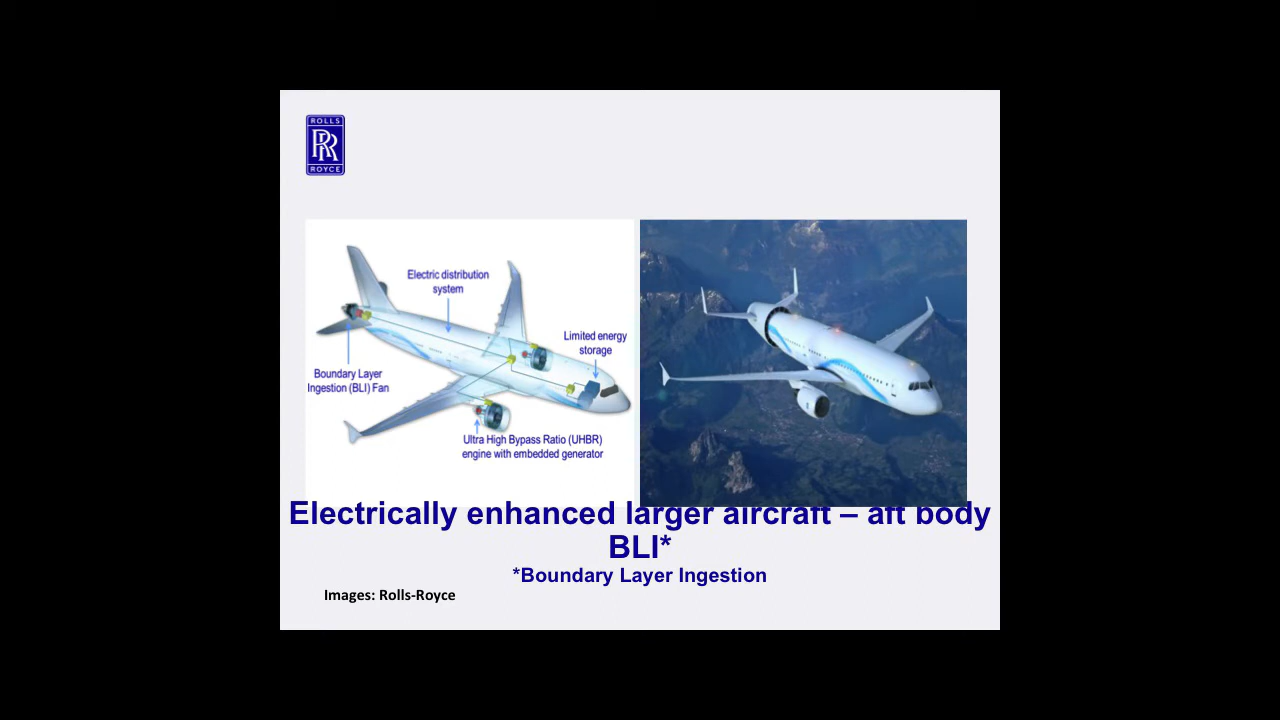 ROLLS
RR
ROYCE
Electric distribution
system
Limited energy
storage
Boundary Layer
Ingestion (BLI) Fan
Ultra High Bypass Ratio (UHBR)
engine with embedded generator
Electrically enhanced larger aircraft – aft body
BLI*
*Boundary Layer Ingestion
Images: Rolls-Royce